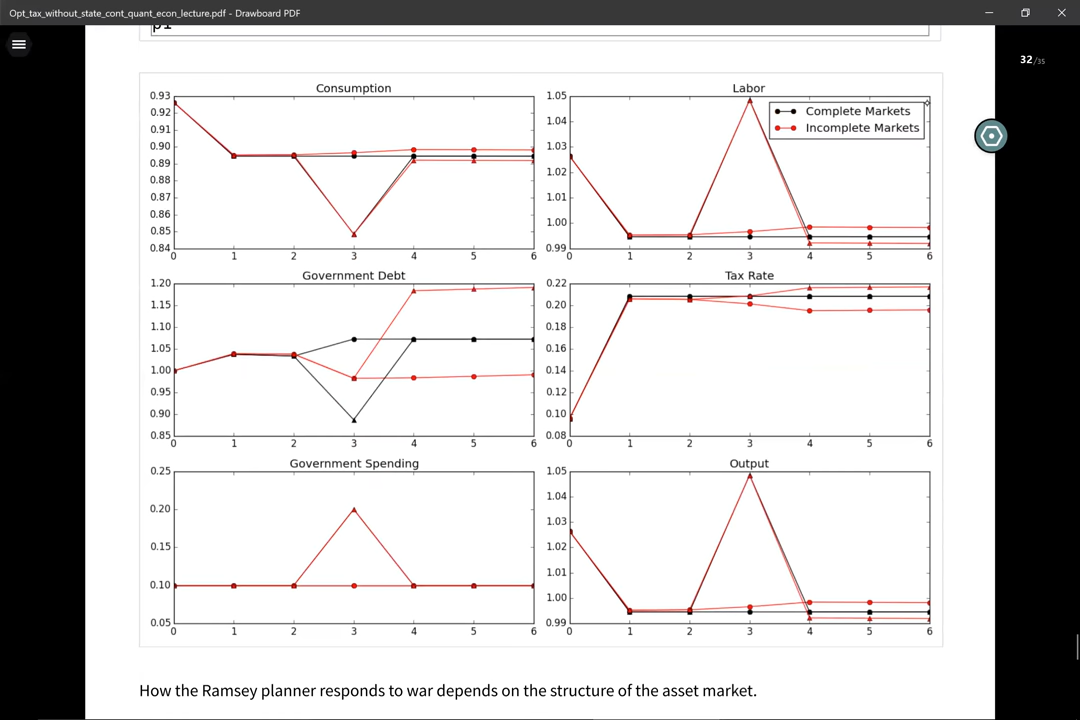 Opt_tax_without_state_cont_quant_econ_lecture.pdf - Drawboard PDF
32/35
Consumption
0.93
0.92
0.91
0.90
0.89
0.88
0.87
0.86
0.85
0.84
0 1 2 3 4 5 6
Labor
1.05
1.04
1.03
1.02
1.01
1.00
0.99
0 1 2 3 4 5 6
Complete Markets
Incomplete Markets
Government Debt
1.20
1.15
1.10
1.05
1.00
0.95
0.90
0.85
0 1 2 3 4 5 6
Tax Rate
0.22
0.20
0.18
0.16
0.14
0.12
0.10
0.08
0 1 2 3 4 5 6
Government Spending
0.25
0.20
0.15
0.10
0.05
0 1 2 3 4 5 6
Output
1.05
1.04
1.03
1.02
1.01
1.00
0.99
0 1 2 3 4 5 6
How the Ramsey planner responds to war depends on the structure of the asset market.